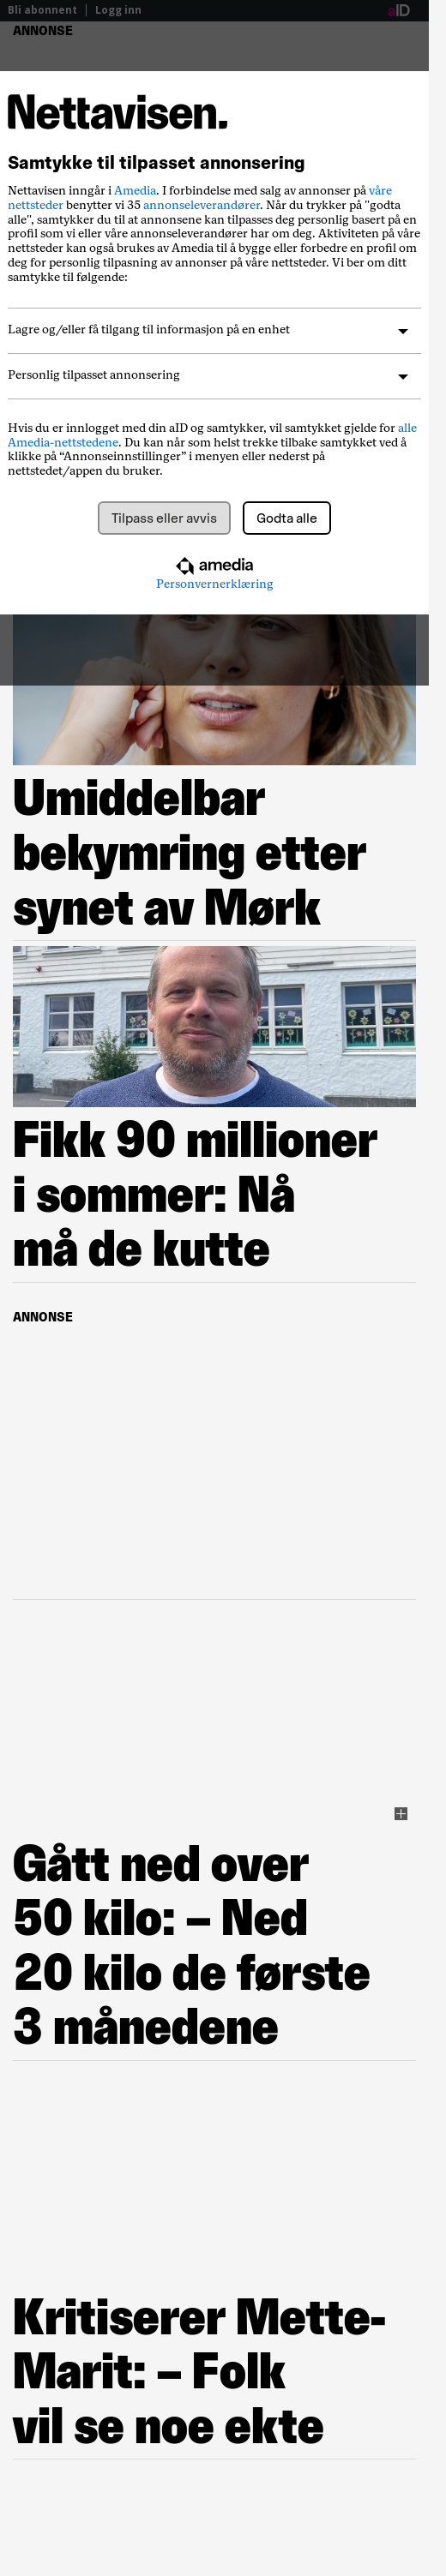 Bli abonnent | Logg inn aID
ANNONSE
Nettavisen.
Samtykke til tilpasset annonsering
Nettavisen inngår i Amedia. I forbindelse med salg av annonser på våre
nettsteder benytter vi 35 annonseleverandører. Når du trykker på "godta
alle", samtykker du til at annonsene kan tilpasses deg personlig basert på en
profil som vi eller våre annonseleverandører har om deg. Aktiviteten på våre
nettsteder kan også brukes av Amedia til å bygge eller forbedre en profil om
deg for personlig tilpasning av annonser på våre nettsteder. Vi ber om ditt
samtykke til følgende:
Lagre og/eller få tilgang til informasjon på en enhet
Personlig tilpasset annonsering
Hvis du er innlogget med din aID og samtykker, vil samtykket gjelde for alle
Amedia-nettstedene. Du kan når som helst trekke tilbake samtykket ved å
klikke på “Annonseinnstillinger” i menyen eller nederst på
nettstedet/appen du bruker.
Tilpass eller avvis Godta alle
amedia
Personvernerklæring
Umiddelbar
bekymring etter
synet av Mørk
Fikk 90 millioner
i sommer: Nå
må de kutte
ANNONSE
Gått ned over
50 kilo: – Ned
20 kilo de første
3 månedene
Kritiserer Mette-
Marit: – Folk
vil se noe ekte